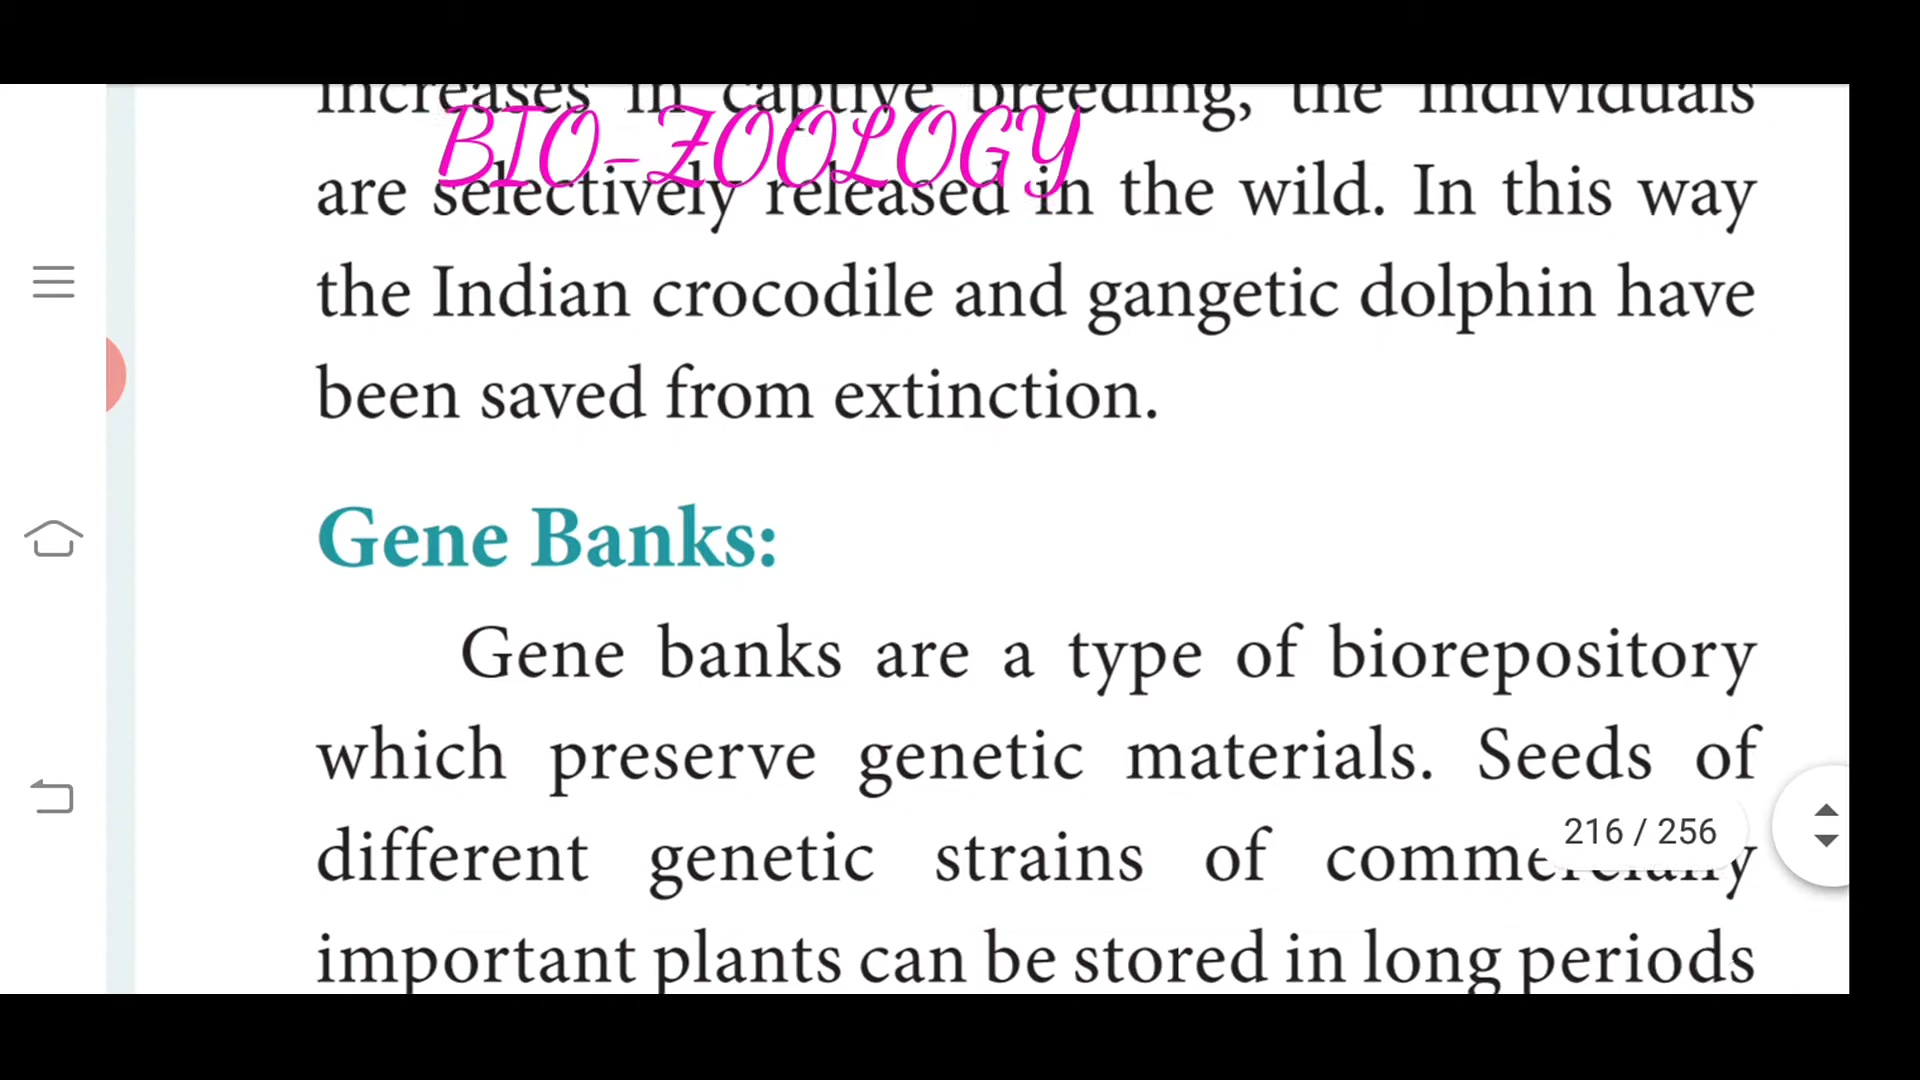 increases in captive breeding, the individuals
BIO-ZOOLOGY
are selectively released in the wild. In this way
the Indian crocodile and gangetic dolphin have
been saved from extinction.
Gene Banks:
Gene banks are a type of biorepository
which preserve genetic materials. Seeds of
216 / 256
different genetic strains of commercially
important plants can be stored in long periods